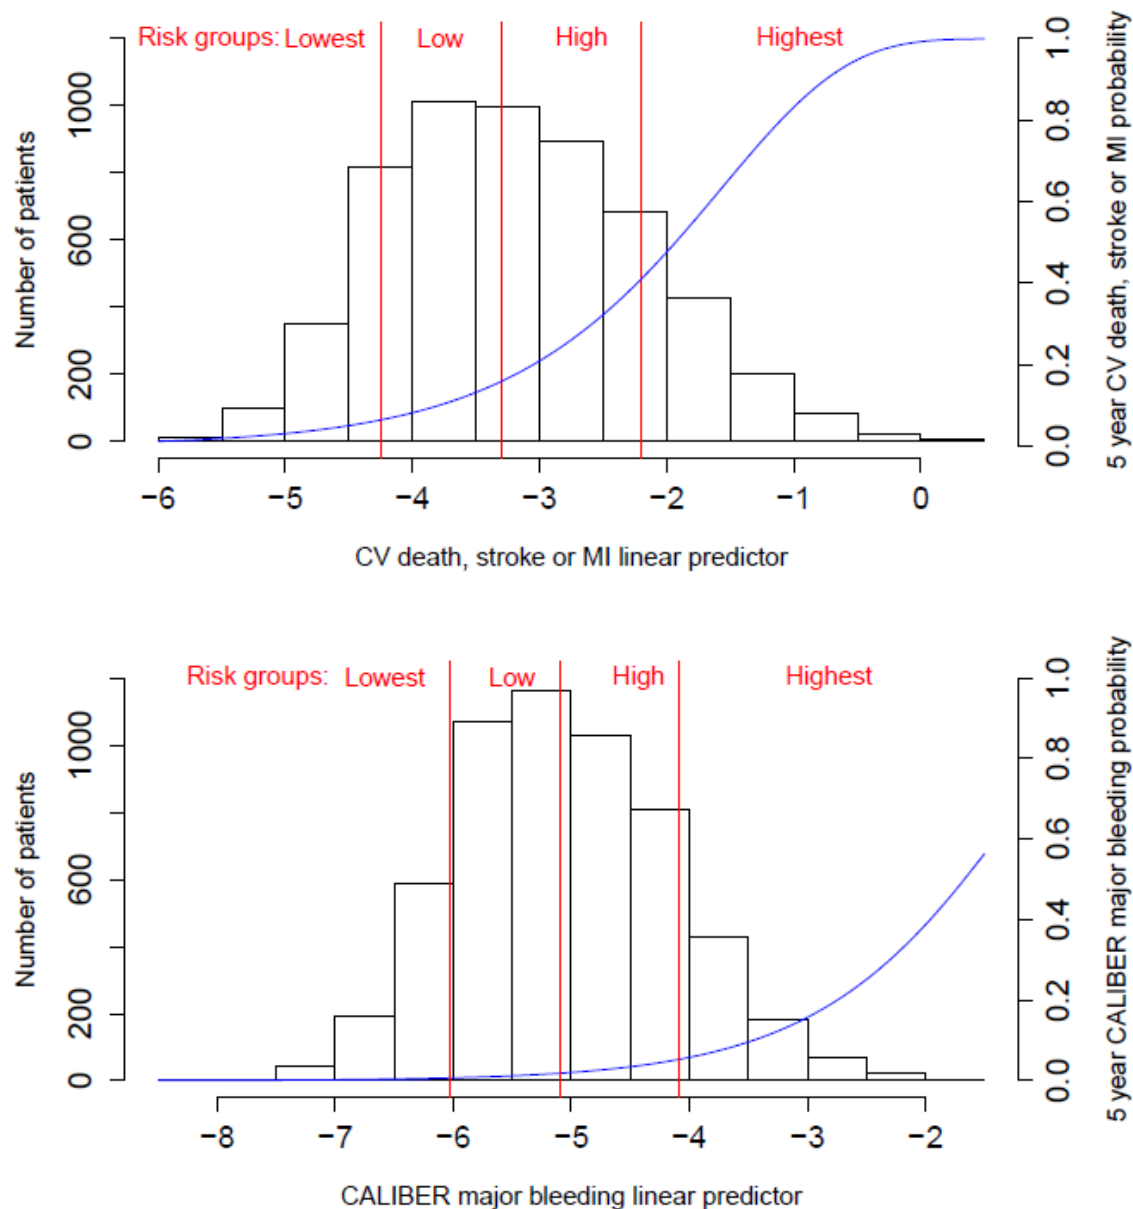 Risk groups: Lowest Low High Highest
Number of patients
0 200 600 1000
5 year CV death, stroke or MI probability
0.0 0.2 0.4 0.6 0.8 1.0
−6 −5 −4 −3 −2 −1 0
CV death, stroke or MI linear predictor
Risk groups: Lowest Low High Highest
Number of patients
0 200 600 1000
5 year CALIBER major bleeding probability
0.0 0.2 0.4 0.6 0.8 1.0
−8 −7 −6 −5 −4 −3 −2
CALIBER major bleeding linear predictor